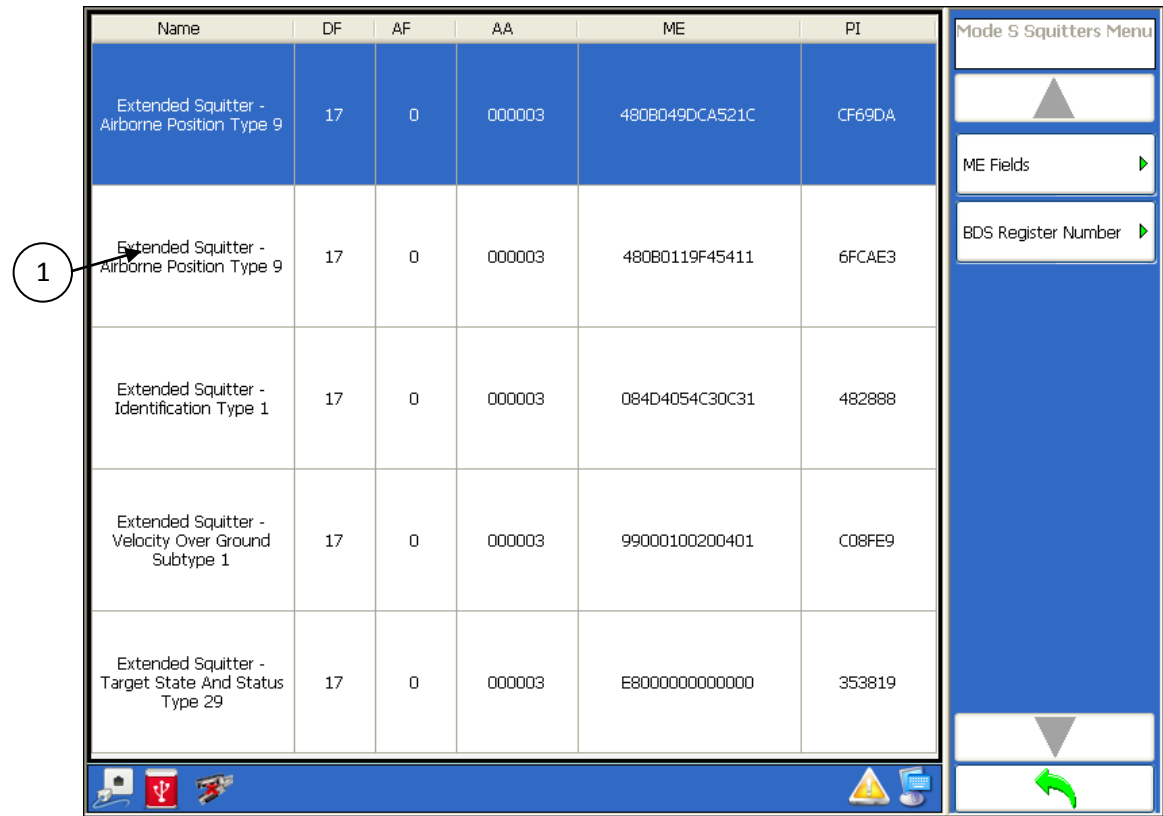 Name DF AF AA ME PI
Mode S Squitters Menu
Extended Squitter -
Airborne Position Type 9
17 0 000003 480B049DCA521C CF69DA
ME Fields
BDS Register Number
1
Extended Squitter -
Airborne Position Type 9
17 0 000003 480B0119F45411 6FCAE3
Extended Squitter -
Identification Type 1
17 0 000003 084D4054C30C31 482888
Extended Squitter -
Velocity Over Ground
Subtype 1
17 0 000003 99000100200401 C08FE9
Extended Squitter -
Target State And Status
Type 29
17 0 000003 E8000000000000 353819